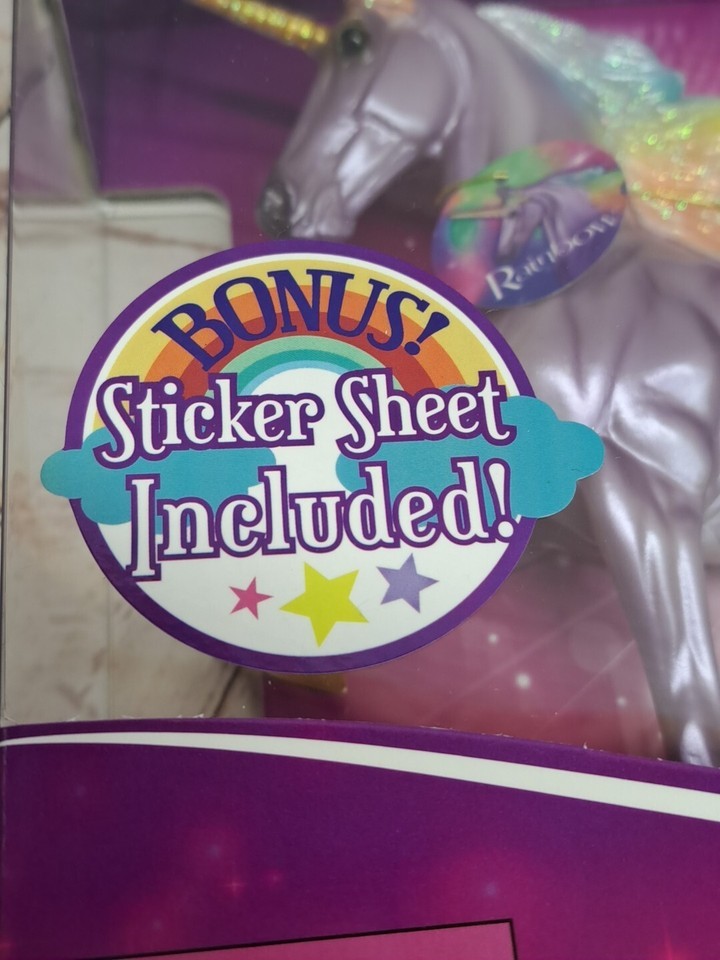 Rainbow
BONUS!
Sticker Sheet
Included!